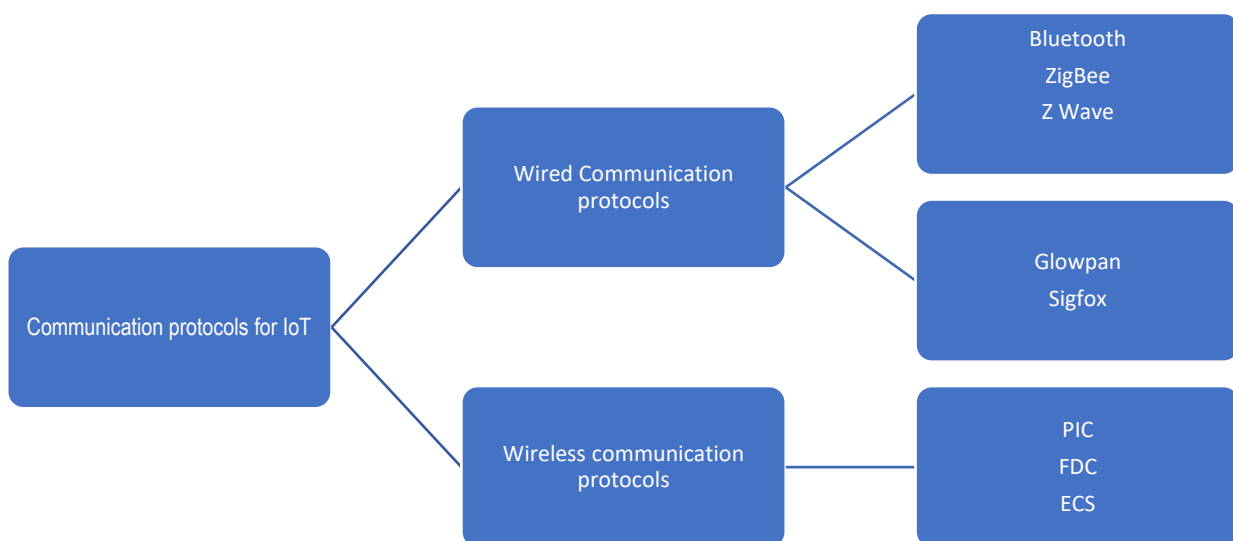 Communication protocols for IoT
Wired Communication
protocols
Wireless communication
protocols
Bluetooth
ZigBee
Z Wave
Glowpan
Sigfox
PIC
FDC
ECS